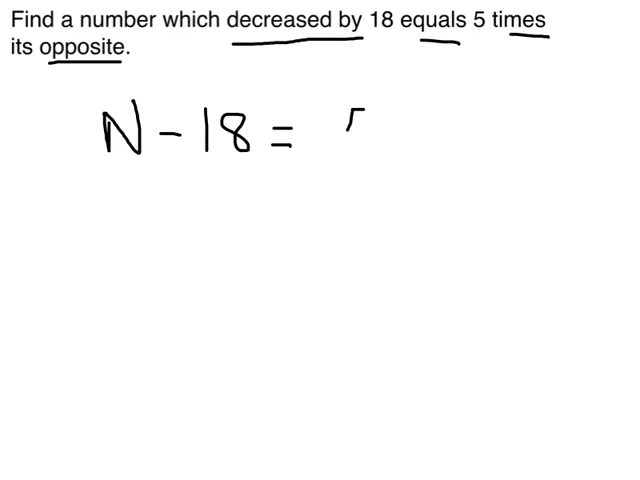 Find a number which decreased by 18 equals 5 times
its opposite.
N - 18 =